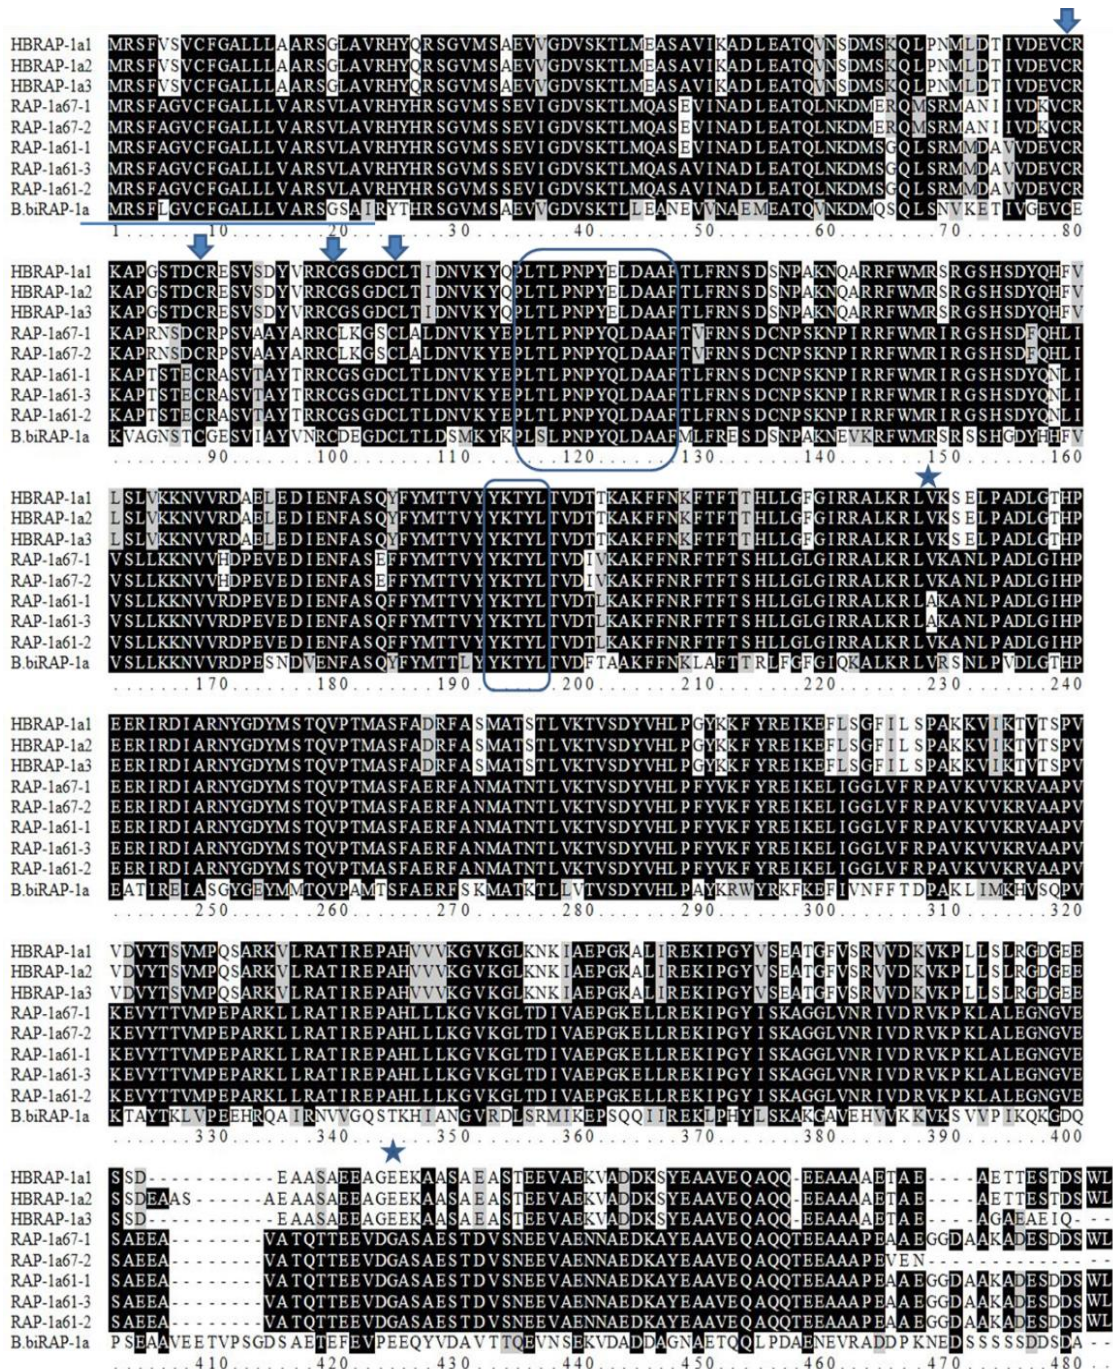 HBRAP-1a1 MRSFVSVCFGALLLAARSGLAVRHYQRSGVMSAEVVGDVSKTLMEASAVIKADLEATQVNSDMSKQLPNMLDTIVDEVCR
HBRAP-1a2 MRSFVSVCFGALLLAARSGLAVRHYQRSGVMSAEVVGDVSKTLMEASAVIKADLEATQVNSDMSKQLPNMLDTIVDEVCR
HBRAP-1a3 MRSFVSVCFGALLLAARSGLAVRHYQRSGVMSAEVVGDVSKTLMEASAVIKADLEATQVNSDMSKQLPNMLDTIVDEVCR
RAP-1a67-1 MRSFAGVCFGALLLVARSVLAVRHYHRSGVMSSEVIGDVSKTLMQASEVINADLEATQLNKDMERQMSRMANIIVDKVCR
RAP-1a67-2 MRSFAGVCFGALLLVARSVLAVRHYHRSGVMSSEVIGDVSKTLMQASEVINADLEATQLNKDMERQMSRMANIIVDKVCR
RAP-1a61-1 MRSFAGVCFGALLLVARSVLAVRHYHRSGVMSSEVIGDVSKTLMQASEVINADLEATQLNKDMSGQLSRMMDAVVDEVCR
RAP-1a61-3 MRSFAGVCFGALLLVARSVLAVRHYHRSGVMSSEVIGDVSKTLMQASEVINADLEATQLNKDMSGQLSRMMDAVVDEVCR
RAP-1a61-2 MRSFAGVCFGALLLVARSVLAVRHYHRSGVMSSEVIGDVSKTLMQASEVINADLEATQLNKDMSGQLSRMMDAVVDEVCR
B.biRAP-1a MRSFLGVCFGALLLVARSGSAIRYTHRSGVMSAEVVGDVSKTLLEANEVVNAEMEATQVNKDMQSQLSNVKETIVGEVCE
1.......10........20........30........40........50........60........70........80
HBRAP-1a1 KAPGSTDCRESVSDYVRRCGSGDCLTIDNVKYQPLTLPNPYELDAAFTLFRNSDSNPAKNQARRFWMRSRGSHSDYQHFV
HBRAP-1a2 KAPGSTDCRESVSDYVRRCGSGDCLTIDNVKYQPLTLPNPYELDAAFTLFRNSDSNPAKNQARRFWMRSRGSHSDYQHFV
HBRAP-1a3 KAPGSTDCRESVSDYVRRCGSGDCLTIDNVKYQPLTLPNPYELDAAFTLFRNSDSNPAKNQARRFWMRSRGSHSDYQHFV
RAP-1a67-1 KAPRNSDCRPSVAAYARRCLKGSCLALDNVKYEPLTLPNPYQLDAAFTVFRNSDCNPSKNPIRRFWMRIRGSHSDFQHLI
RAP-1a67-2 KAPRNSDCRPSVAAYARRCLKGSCLALDNVKYEPLTLPNPYQLDAAFTVFRNSDCNPSKNPIRRFWMRIRGSHSDFQHLI
RAP-1a61-1 KAPTSTECRASVTAYTRRCGSGDCLTLDNVKYEPLTLPNPYQLDAAFTLFRNSDCNPSKNPIRRFWMRIRGSHSDYQNLI
RAP-1a61-3 KAPTSTECRASVTAYTRRCGSGDCLTLDNVKYEPLTLPNPYQLDAAFTLFRNSDCNPSKNPIRRFWMRIRGSHSDYQNLI
RAP-1a61-2 KAPTSTECRASVTAYTRRCGSGDCLTLDNVKYEPLTLPNPYQLDAAFTLFRNSDCNPSKNPIRRFWMRIRGSHSDYQNLI
B.biRAP-1a KVAGNSTCGESVIAYVNRCDEGDCLTLDSMKYKPLSLPNPYQLDAAFMLFRESDSNPAKNEVKRFWMRSRSSHGDYHHFV
........90.......100.......110.......120.......130.......140.......150.......160
HBRAP-1a1 LSLVKKNVVRDAELEDIENFASQYFYMTTVYYKTYLTVDTTKAKFFNKFTFTTHLLGFGIRRALKRLVKSELPADLGTHP
HBRAP-1a2 LSLVKKNVVRDAELEDIENFASQYFYMTTVYYKTYLTVDTTKAKFFNKFTFTTHLLGFGIRRALKRLVKSELPADLGTHP
HBRAP-1a3 LSLVKKNVVRDAELEDIENFASQYFYMTTVYYKTYLTVDTTKAKFFNKFTFTTHLLGFGIRRALKRLVKSELPADLGTHP
RAP-1a67-1 VSLLKKNVVHDPEVEDIENFASEFFYMTTVYYKTYLTVDIVKAKFFNRFTFTSHLLGLGIRRALKRLVKANLPADLGIHP
RAP-1a67-2 VSLLKKNVVHDPEVEDIENFASEFFYMTTVYYKTYLTVDIVKAKFFNRFTFTSHLLGLGIRRALKRLVKANLPADLGIHP
RAP-1a61-1 VSLLKKNVVRDPEVEDIENFASQFFYMTTVYYKTYLTVDTLKAKFFNRFTFTSHLLGLGIRRALKRLAKANLPADLGIHP
RAP-1a61-3 VSLLKKNVVRDPEVEDIENFASQFFYMTTVYYKTYLTVDTLKAKFFNRFTFTSHLLGLGIRRALKRLAKANLPADLGIHP
RAP-1a61-2 VSLLKKNVVRDPEVEDIENFASQFFYMTTVYYKTYLTVDTLKAKFFNRFTFTSHLLGLGIRRALKRLVKANLPADLGIHP
B.biRAP-1a VSLVKKNVVRDPESNDVENFASQYFYMTTLYYKTYLTVDFTAAKFFNKLAFTTRLFGFGIQKALKRLVRSNLPVDLGTHP
.......170.......180.......190.......200.......210.......220.......230.......240
HBRAP-1a1 EERIRDIARNYGDYMSTQVPTMASFADRFASMATSTLVKTVSDYVHLPGYKKFYREIKEFLSGFILSPAKKVIKTVTSPV
HBRAP-1a2 EERIRDIARNYGDYMSTQVPTMASFADRFASMATSTLVKTVSDYVHLPGYKKFYREIKEFLSGFILSPAKKVIKTVTSPV
HBRAP-1a3 EERIRDIARNYGDYMSTQVPTMASFADRFASMATSTLVKTVSDYVHLPGYKKFYREIKEFLSGFILSPAKKVIKTVTSPV
RAP-1a67-1 EERIRDIARNYGDYMSTQVPTMASFAERFANMATNTLVKTVSDYVHLPFYVKFYREIKELIGGLVFRPAVKVVKRVAAPV
RAP-1a67-2 EERIRDIARNYGDYMSTQVPTMASFAERFANMATNTLVKTVSDYVHLPFYVKFYREIKELIGGLVFRPAVKVVKRVAAPV
RAP-1a61-1 EERIRDIARNYGDYMSTQVPTMASFAERFANMATNTLVKTVSDYVHLPFYVKFYREIKELIGGLVFRPAVKVVKRVAAPV
RAP-1a61-3 EERIRDIARNYGDYMSTQVPTMASFAERFANMATNTLVKTVSDYVHLPFYVKFYREIKELIGGLVFRPAVKVVKRVAAPV
RAP-1a61-2 EERIRDIARNYGDYMSTQVPTMASFAERFANMATNTLVKTVSDYVHLPFYVKFYREIKELIGGLVFRPAVKVVKRVAAPV
B.biRAP-1a EATIREIASGYGEYMMTQVPAMTSFAERFSKMATKTLLVTVSDYVHLPAYKRWYRKFKEFIVNFFTDPAKLIMKHVSQPV
.......250.......260.......270.......280.......290.......300.......310.......320
HBRAP-1a1 VDVYTSVMPQSARKVLRATIREPAHVVVKGVKGLKNKIAEPGKALIREKIPGYVSEATGFVSRVVDKVKPLLSLRGDGEE
HBRAP-1a2 VDVYTSVMPQSARKVLRATIREPAHVVVKGVKGLKNKIAEPGKALIREKIPGYVSEATGFVSRVVDKVKPLLSLRGDGEE
HBRAP-1a3 VDVYTSVMPQSARKVLRATIREPAHVVVKGVKGLKNKIAEPGKALIREKIPGYVSEATGFVSRVVDKVKPLLSLRGDGEE
RAP-1a67-1 KEVYTTVMPEPARKLLRATIREPAHLLLKGVKGLTDIVAEPGKELLREKIPGYISKAGGLVNRIVDRVKPKLALEGNGVE
RAP-1a67-2 KEVYTTVMPEPARKLLRATIREPAHLLLKGVKGLTDIVAEPGKELLREKIPGYISKAGGLVNRIVDRVKPKLALEGNGVE
RAP-1a61-1 KEVYTTVMPEPARKLLRATIREPAHLLLKGVKGLTDIVAEPGKELLREKIPGYISKAGGLVNRIVDRVKPKLALEGNGVE
RAP-1a61-3 KEVYTTVMPEPARKLLRATIREPAHLLLKGVKGLTDIVAEPGKELLREKIPGYISKAGGLVNRIVDRVKPKLALEGNGVE
RAP-1a61-2 KEVYTTVMPEPARKLLRATIREPAHLLLKGVKGLTDIVAEPGKELLREKIPGYISKAGGLVNRIVDRVKPKLALEGNGVE
B.biRAP-1a KTAYTKLVPEEHRQAIRNVVGQSTKHIANGVRDLSRMIKEPSQQIIREKLPHYLSKAKGAVEHVVKKVKSVVPIKQKGDQ
.......330.......340.......350.......360.......370.......380.......390.......400
HBRAP-1a1 SSD-----------EAASAEEAGEEKAASAEASTEEVAEKVADDKSYEAAVEQAQQ-EEAAAAETAE-----AETTESTDSWL
HBRAP-1a2 SSDEAAS-------AEAASAEEAGEEKAASAEASTEEVAEKVADDKSYEAAVEQAQQ-EEAAAAETAE-----AETTESTDSWL
HBRAP-1a3 SSD-----------EAASAEEAGEEKAASAEASTEEVAEKVADDKSYEAAVEQAQQ-EEAAAAETAE-----AGAEAEIQ---
RAP-1a67-1 SAEEA--------VATQTTEEVDGASAESTDVSNEEVAENNAEDKAYEAAVEQAQQTEEAAAPEAAEGGDAAKADESDDSWL
RAP-1a67-2 SAEEA--------VATQTTEEVDGASAESTDVSNEEVAENNAEDKAYEAAVEQAQQTEEAAAPVEN----------------
RAP-1a61-1 SAEEA--------VATQTTEEVDGASAESTDVSNEEVAENNAEDKAYEAAVEQAQQTEEAAAPEAAEGGDAAKADESDDSWL
RAP-1a61-3 SAEEA--------VATQTTEEVDGASAESTDVSNEEVAENNAEDKAYEAAVEQAQQTEEAAAPEAAEGGDAAKADESDDSWL
RAP-1a61-2 SAEEA--------VATQTTEEVDGASAESTDVSNEEVAENNAEDKAYEAAVEQAQQTEEAAAPEAAEGGDAAKADESDDSWL
B.biRAP-1a PSEAAVEETVPSGDSAETEFEVPEEQYVDAVTTTQEVNSEKVDADDAGNAETQQLPDAENEVRADDPKNEDSSSSSSDDSDA--
.......410.......420.......430.......440.......450.......460.......470.......480..